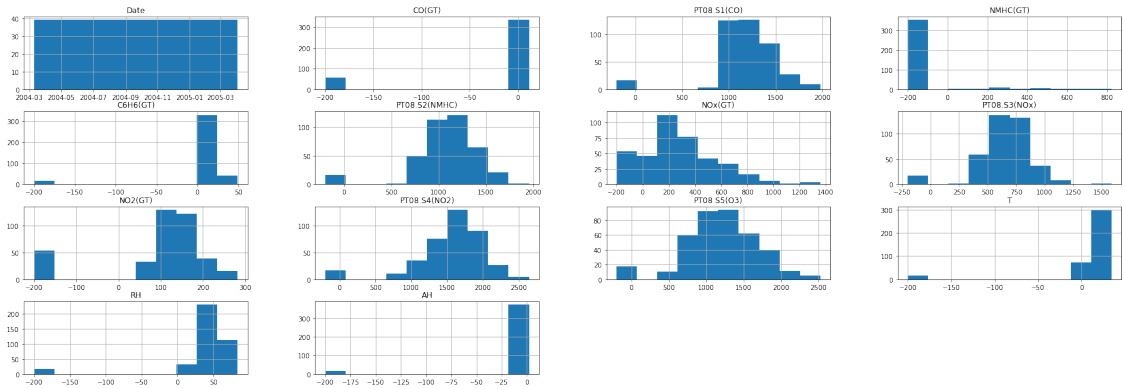 Date CO(GT) PT08 S1(CO) NMHC(GT)
40 30 20 10 0
300 200 100 0
100 50 0
300 200 100 0
2004-03 2004-05 2004-07 2004-09 2004-11 2005-01 2005-03
−200 −150 −100 −50 0
0 500 1000 1500 2000
−200 0 200 400 600 800
C6H6(GT) PT08 S2(NMHC) NOx(GT) PT08 S3(NOx)
300 200 100 0
100 50 0
100 75 50 25 0
100 50 0
−200 −150 −100 −50 0 50
0 500 1000 1500 2000
−200 0 200 400 600 800 1000 1200 1400
−250 0 250 500 750 1000 1250 1500
NO2(GT) PT08 S4(NO2) PT08 S5(O3) T
100 50 0
100 50 0
80 60 40 20 0
300 200 100 0
−200 −100 0 100 200 300
0 500 1000 1500 2000 2500
0 500 1000 1500 2000 2500
−200 −150 −100 −50 0
RH AH
200 150 100 50 0
300 200 100 0
−200 −150 −100 −50 0 50
−200 −175 −150 −125 −100 −75 −50 −25 0